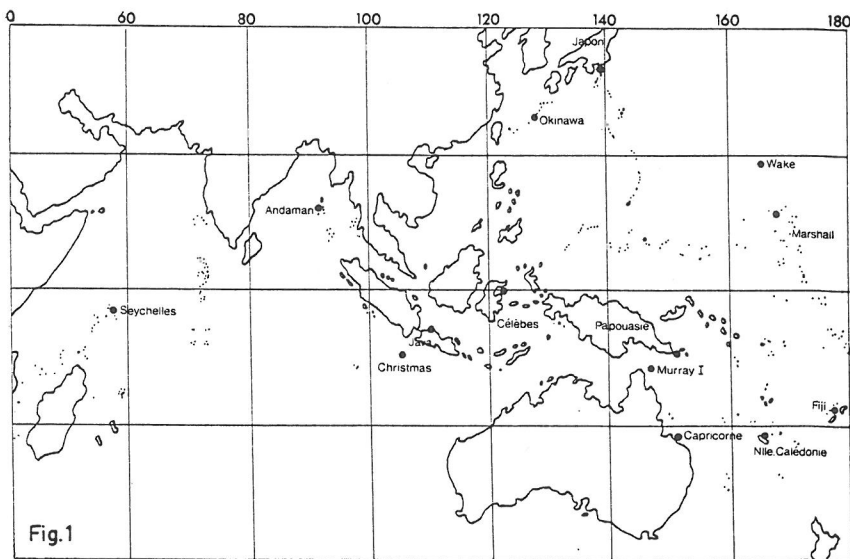 0 60 80 100 120 140 160 180
Japon
Okinawa
Wake
Andaman
Marshall
Seychelles
Célèbes
Papouasie
Java
Christmas
Murray I
Fiji
Capricorne
Nlle.Calédonie
Fig.1